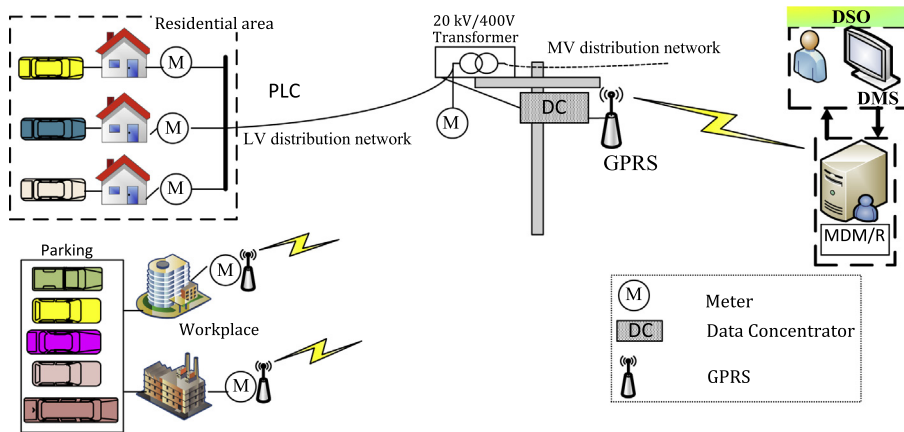 Residential area
M
M
M
PLC
LV distribution network
20 kV/400V
Transformer
MV distribution network
M
DC
GPRS
DSO
DMS
MDM/R
Parking
M
Workplace
M
M
Meter
DC
Data Concentrator
GPRS